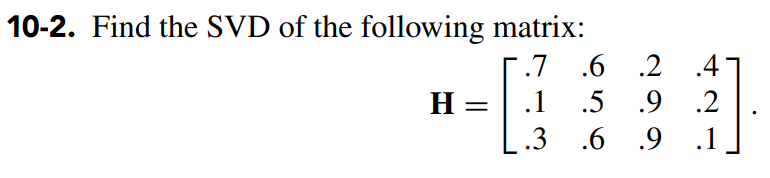 10-2. Find the SVD of the following matrix:
.7 .6 .2 .4
H = .1 .5 .9 .2 .
.3 .6 .9 .1